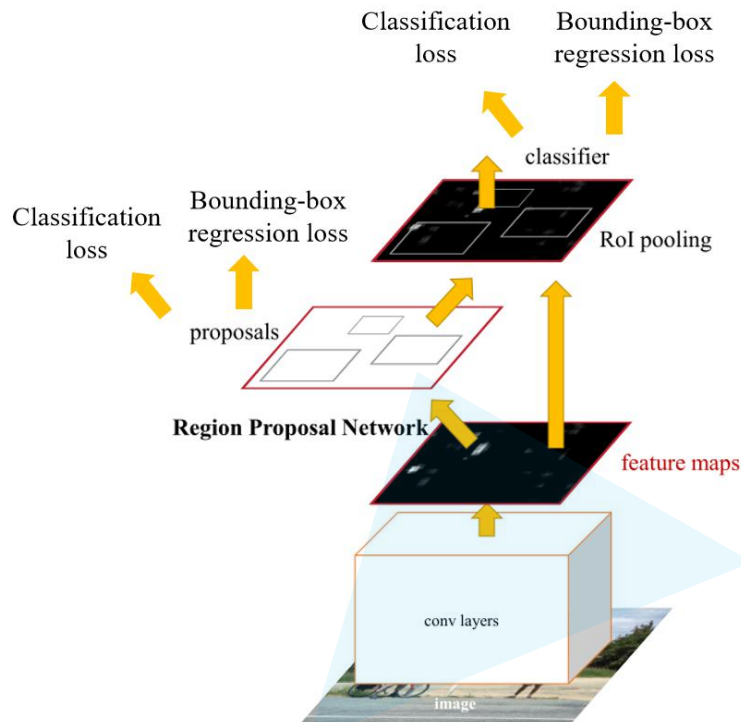 Classification
loss
Bounding-box
regression loss
classifier
Classification
loss
Bounding-box
regression loss
RoI pooling
proposals
Region Proposal Network
feature maps
conv layers
image